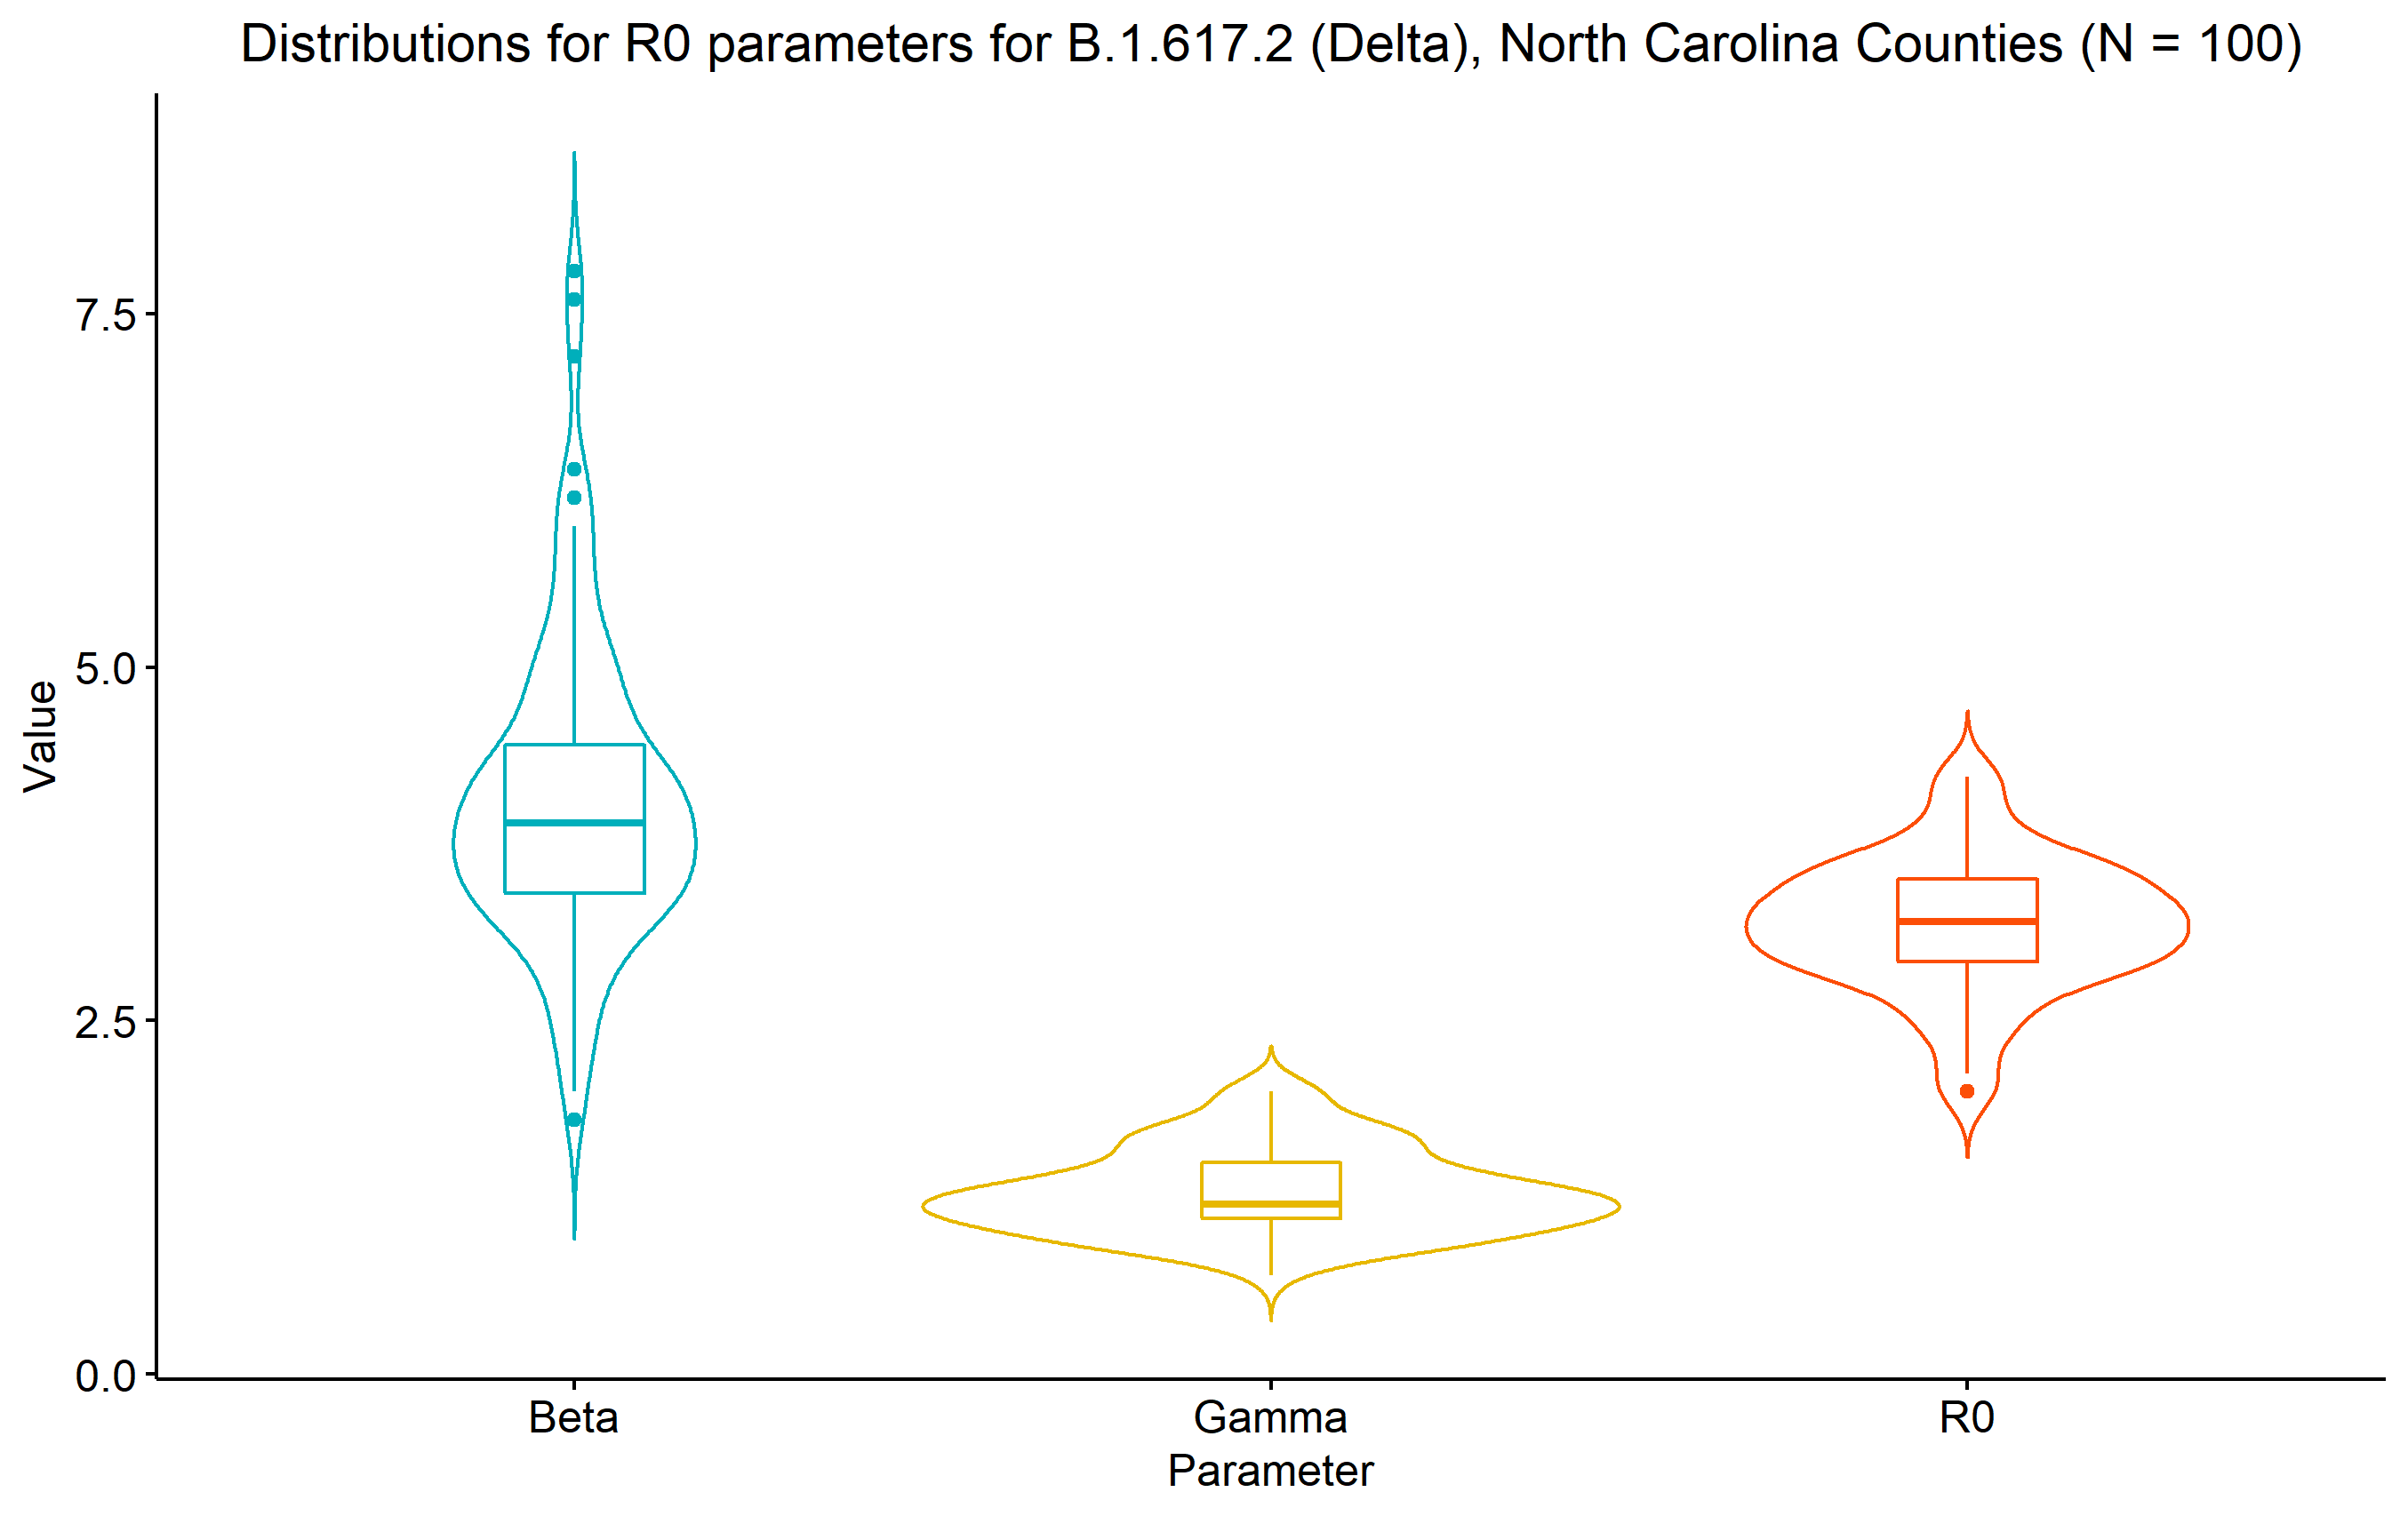 Distributions for R0 parameters for B.1.617.2 (Delta), North Carolina Counties (N = 100)
7.5
5.0
2.5
0.0
Value
Beta
Gamma
R0
Parameter